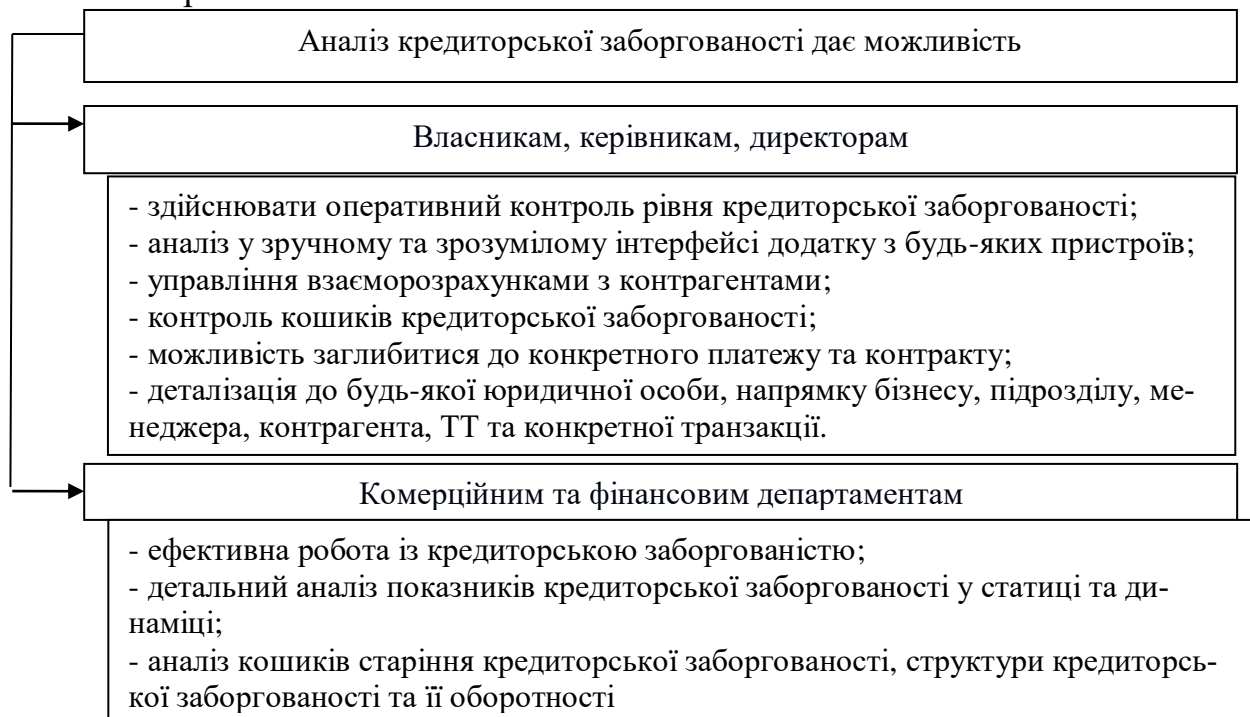 Аналіз кредиторської заборгованості дає можливість
Власникам, керівникам, директорам
- здійснювати оперативний контроль рівня кредиторської заборгованості;
- аналіз у зручному та зрозумілому інтерфейсі додатку з будь-яких пристроїв;
- управління взаєморозрахунками з контрагентами;
- контроль кошиків кредиторської заборгованості;
- можливість заглибитися до конкретного платежу та контракту;
- деталізація до будь-якої юридичної особи, напрямку бізнесу, підрозділу, ме-
неджера, контрагента, ТТ та конкретної транзакції.
Комерційним та фінансовим департаментам
- ефективна робота із кредиторською заборгованістю;
- детальний аналіз показників кредиторської заборгованості у статиці та ди-
наміці;
- аналіз кошиків старіння кредиторської заборгованості, структури кредиторсь-
кої заборгованості та її оборотності